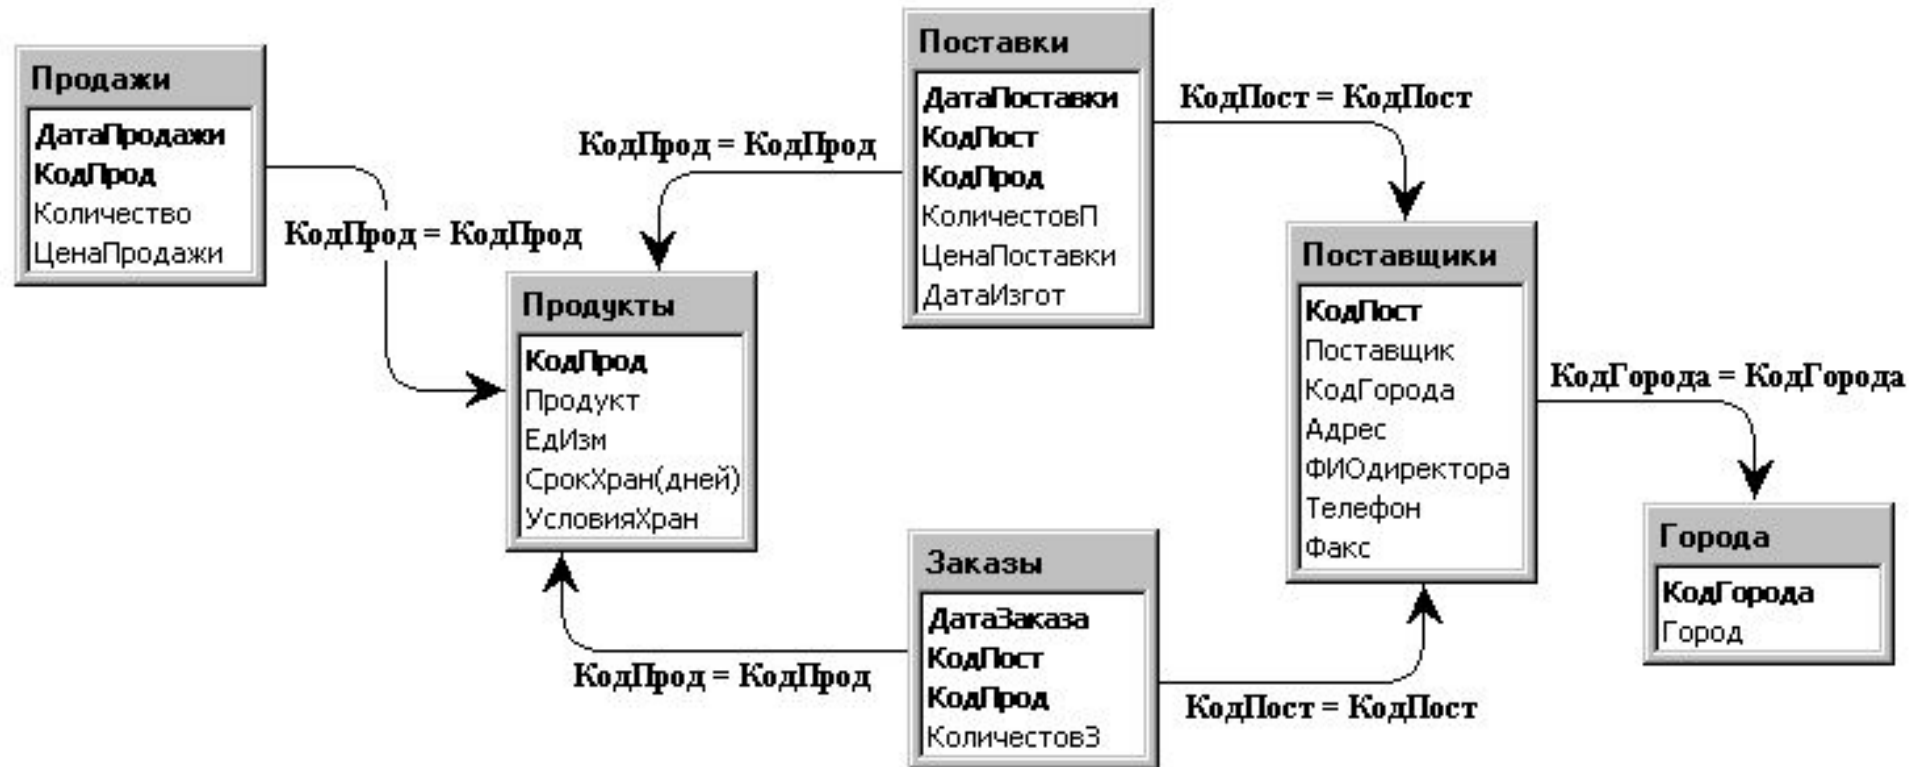 Продажи
ДатаПродажи
КодПрод
Количество
ЦенаПродажи
КодПрод = КодПрод
КодПрод = КодПрод
Поставки
ДатаПоставки
КодПост
КодПрод
КоличестовП
ЦенаПоставки
ДатаИзгот
КодПост = КодПост
Продукты
КодПрод
Продукт
ЕдИзм
СрокХран(дней)
УсловияХран
Поставщики
КодПост
Поставщик
КодГорода
Адрес
ФИОдиректора
Телефон
Факс
КодГорода = КодГорода
Города
КодГорода
Город
Заказы
ДатаЗаказа
КодПост
КодПрод
КоличестовЗ
КодПрод = КодПрод
КодПост = КодПост